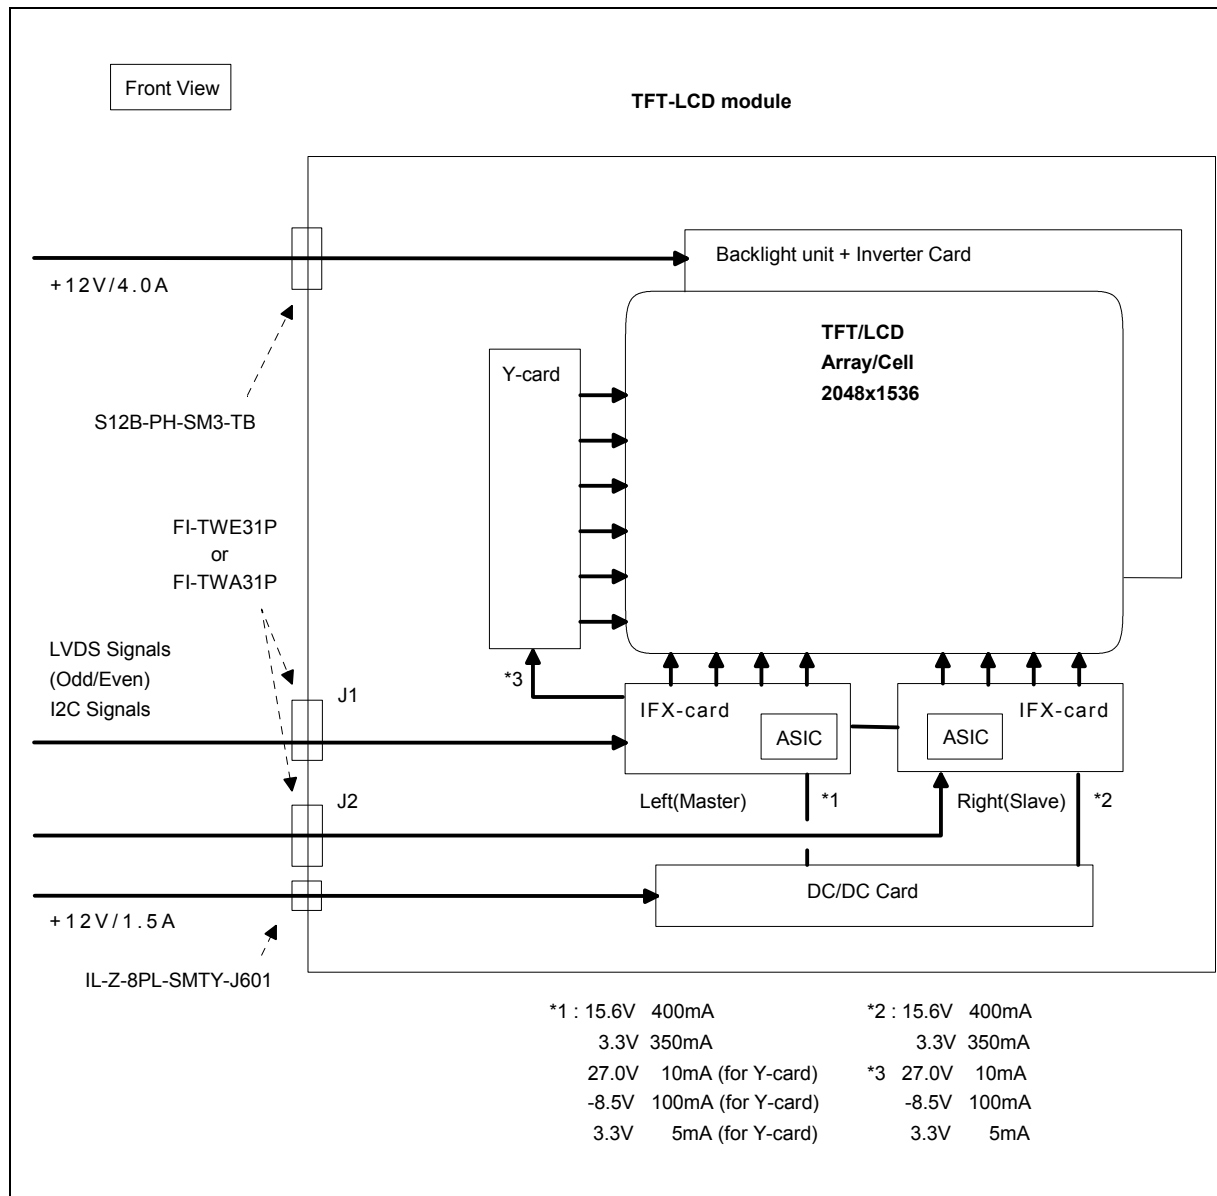 Front View
TFT-LCD module
Backlight unit + Inverter Card
+12V/4.0A
TFT/LCD
Array/Cell
2048x1536
Y-card
S12B-PH-SM3-TB
FI-TWE31P
or
FI-TWA31P
LVDS Signals
(Odd/Even)
I2C Signals
J1
*3
IFX-card
ASIC
IFX-card
ASIC
J2
Left(Master)
*1
Right(Slave)
*2
DC/DC Card
+12V/1.5A
IL-Z-8PL-SMTY-J601
*1 : 15.6V 400mA
3.3V 350mA
27.0V 10mA (for Y-card)
-8.5V 100mA (for Y-card)
3.3V 5mA (for Y-card)
*2 : 15.6V 400mA
3.3V 350mA
*3 27.0V 10mA
-8.5V 100mA
3.3V 5mA